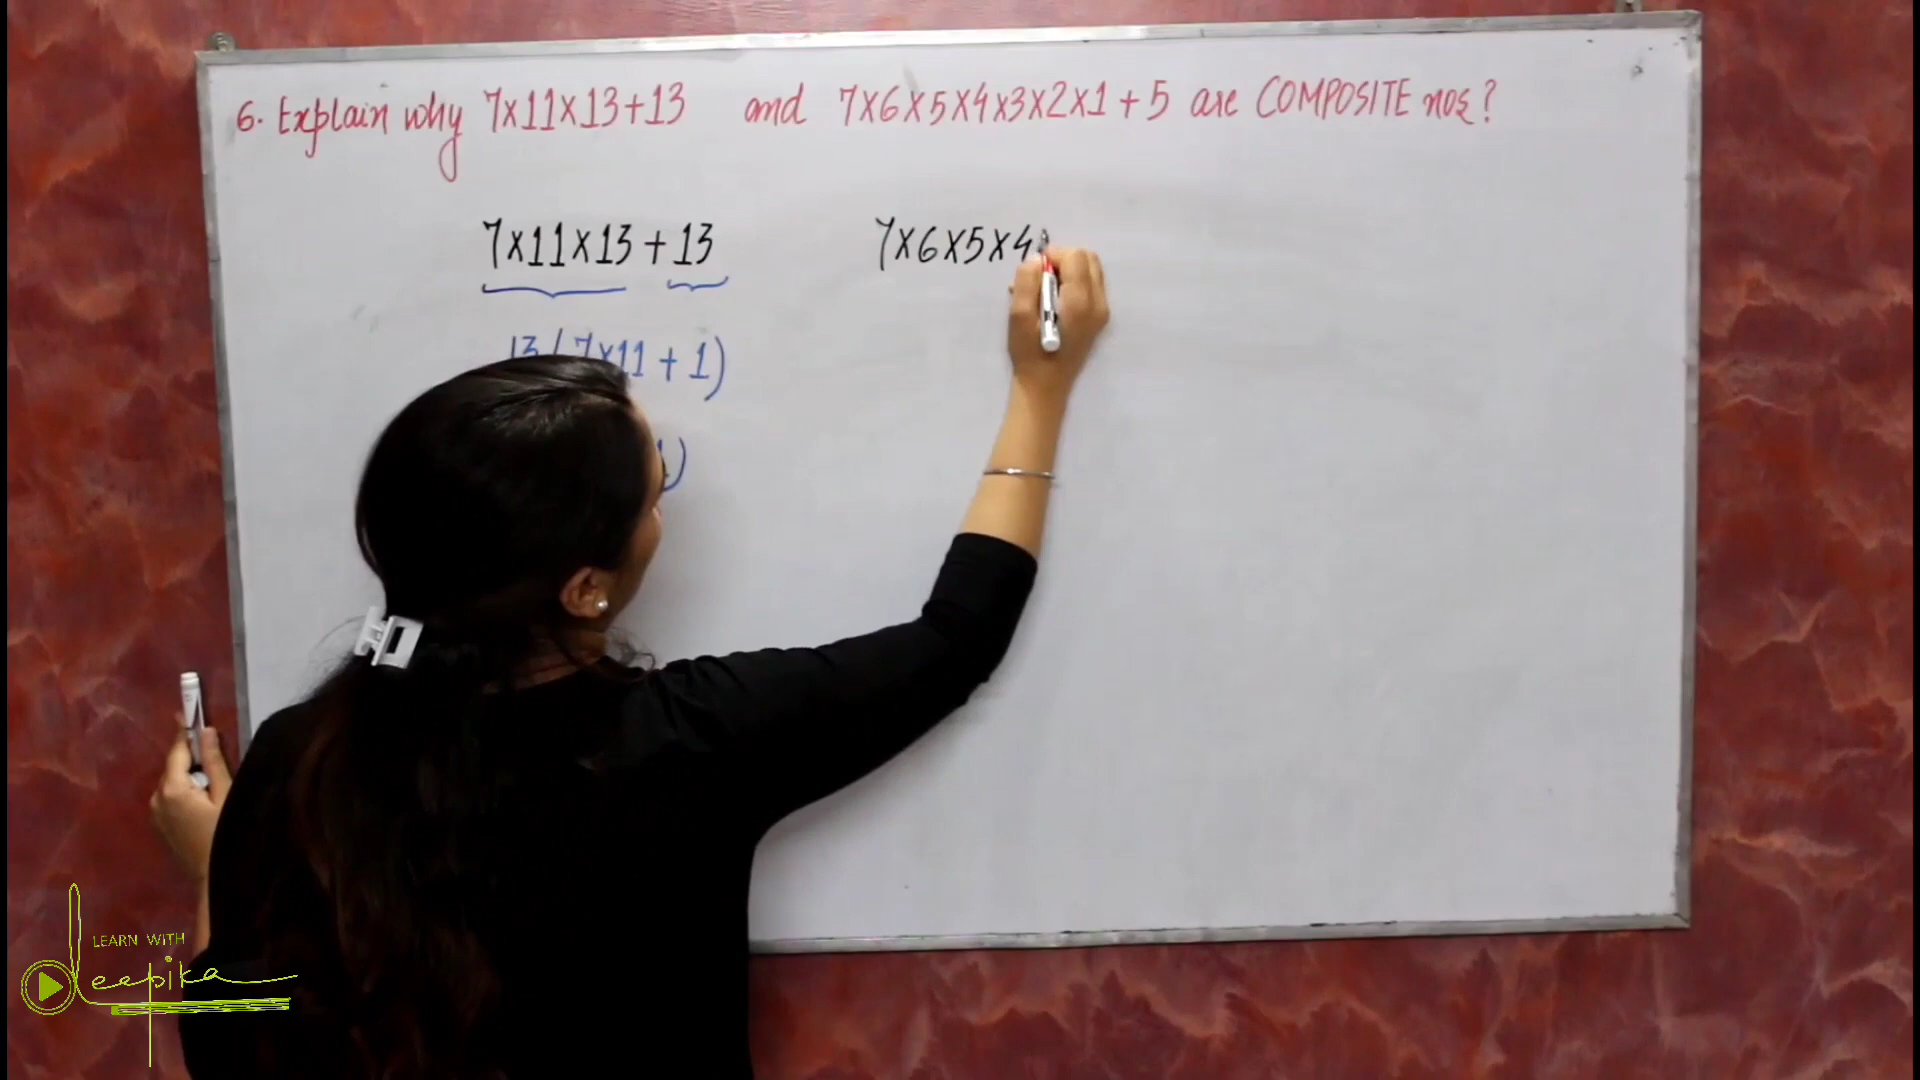 6. Explain why 7x11x13+13 and 7x6x5x4x3x2x1+5 are COMPOSITE nos?
7x11x13 + 13
7x6x5x4
13(7x11 + 1)
)
LEARN WITH
Deepika